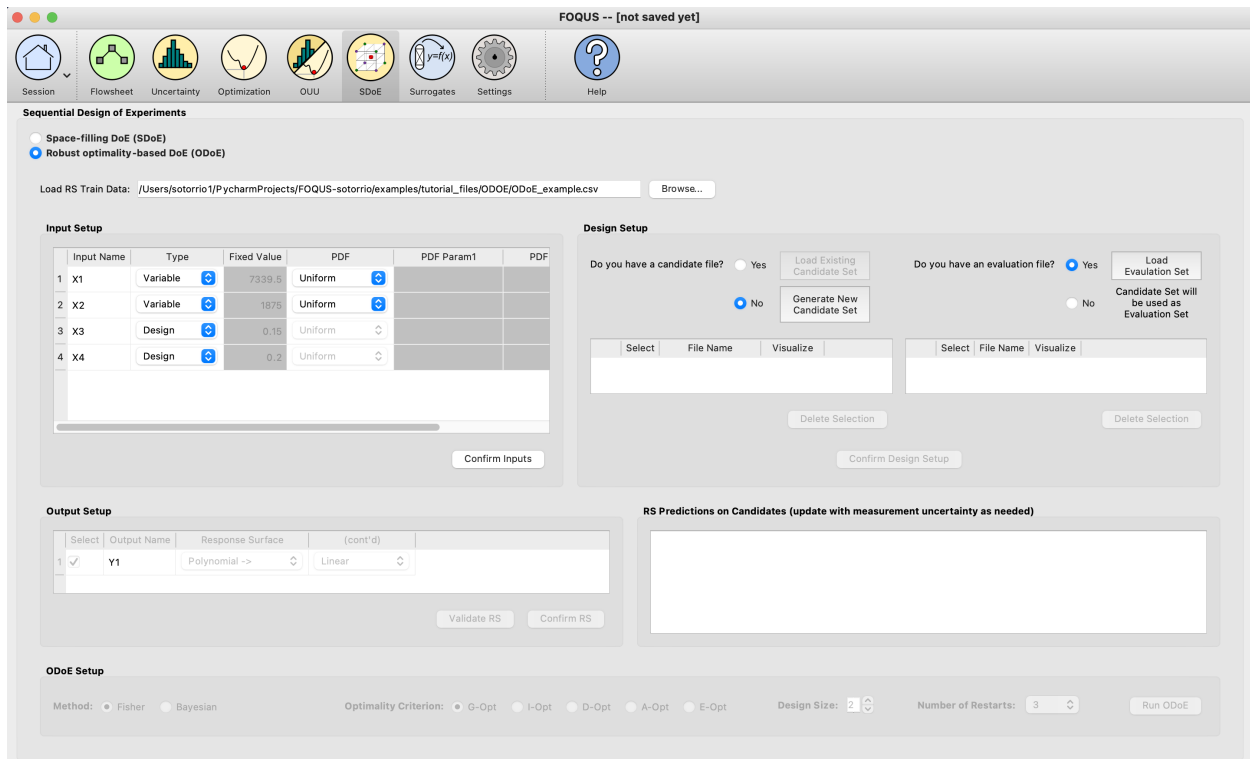 FOQUS -- [not saved yet]
y=f(x)
Session Flowsheet Uncertainty Optimization OUU SDoE Surrogates Settings Help
Sequential Design of Experiments
Space-filling DoE (SDoE)
Robust optimality-based DoE (ODoE)
Load RS Train Data: /Users/sotorrio1/PycharmProjects/FOQUS-sotorrio/examples/tutorial_files/ODOE/ODoE_example.csv Browse...
Input Setup
Input Name Type Fixed Value PDF PDF Param1 PDF
1 X1 Variable 7339.5 Uniform
2 X2 Variable 1875 Uniform
3 X3 Design 0.15 Uniform
4 X4 Design 0.2 Uniform
Confirm Inputs
Design Setup
Do you have a candidate file? Yes
Load Existing
Candidate Set
No
Generate New
Candidate Set
Do you have an evaluation file? Yes
Load
Evaulation Set
No
Candidate Set will
be used as
Evaluation Set
Select File Name Visualize
Select File Name Visualize
Delete Selection
Delete Selection
Confirm Design Setup
Output Setup
Select Output Name Response Surface (cont'd)
1 Y1 Polynomial -> Linear
Validate RS Confirm RS
RS Predictions on Candidates (update with measurement uncertainty as needed)
ODoE Setup
Method: Fisher Bayesian Optimality Criterion: G-Opt I-Opt D-Opt A-Opt E-Opt Design Size: 2 Number of Restarts: 3 Run ODoE